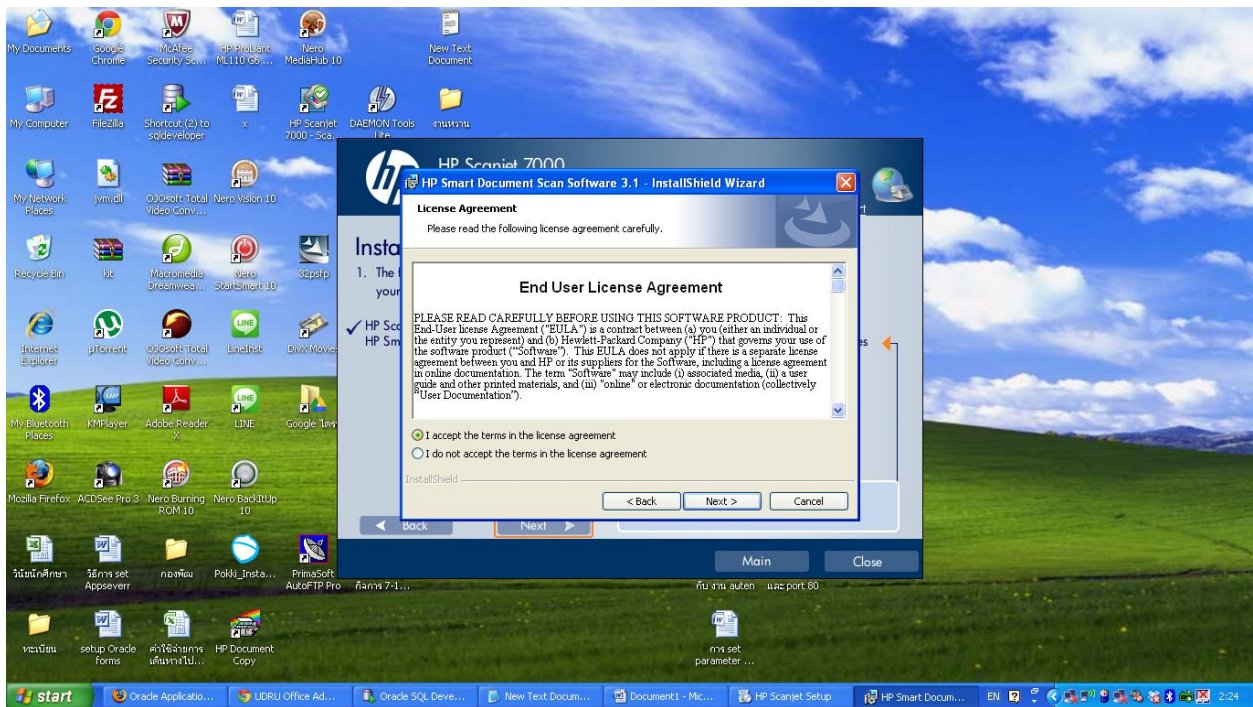 My Documents
Google Chrome
McAfee Security Sc...
HP ProLiant ML110 G6 ...
Nero MediaHub 10
New Text Document
My Computer
FileZilla
Shortcut (2) to sqldeveloper
x
HP Scanjet 7000 - Sca...
DAEMON Tools Lite
งานหวาน
My Network Places
jvm.dll
OJOsoft Total Video Conv...
Nero Vision 10
Recycle Bin
kit
Macromedia Dreamwea...
Nero StartSmart 10
32psfp
Internet Explorer
µTorrent
OJOsoft Total Video Conv...
LineInst
DivX Movie
My Bluetooth Places
KMPlayer
Adobe Reader X
LINE
Google
Mozilla Firefox
ACDSee Pro 3
Nero Burning ROM 10
Nero BackItUp 10
วินัยนักศึกษา
วิธีการ set Appseverr
กองพัฒ
Pokki_Insta...
PrimaSoft AutoFTP Pro
กิจการ 7-1...
กับ งาน auten และ port 80
ทะเบียน
setup Oracle forms
ค่าใช้จ่ายการเดินทางไป...
HP Document Copy
การ set parameter ...
hp
HP Scanjet 7000
Insta
1. The f
your
HP Sca
HP Sm
es
HP Smart Document Scan Software 3.1 - InstallShield Wizard
License Agreement
Please read the following license agreement carefully.
End User License Agreement
PLEASE READ CAREFULLY BEFORE USING THIS SOFTWARE PRODUCT: This
End-User license Agreement ("EULA") is a contract between (a) you (either an individual or
the entity you represent) and (b) Hewlett-Packard Company ("HP") that governs your use of
the software product ("Software"). This EULA does not apply if there is a separate license
agreement between you and HP or its suppliers for the Software, including a license agreement
in online documentation. The term "Software" may include (i) associated media, (ii) a user
guide and other printed materials, and (iii) "online" or electronic documentation (collectively
"User Documentation").
I accept the terms in the license agreement
I do not accept the terms in the license agreement
InstallShield
< Back
Next >
Cancel
Back
Next
Main
Close
start
Oracle Applicatio...
UDRU Office Ad...
Oracle SQL Deve...
New Text Docum...
Document1 - Mic...
HP Scanjet Setup
HP Smart Docum...
EN
2:24